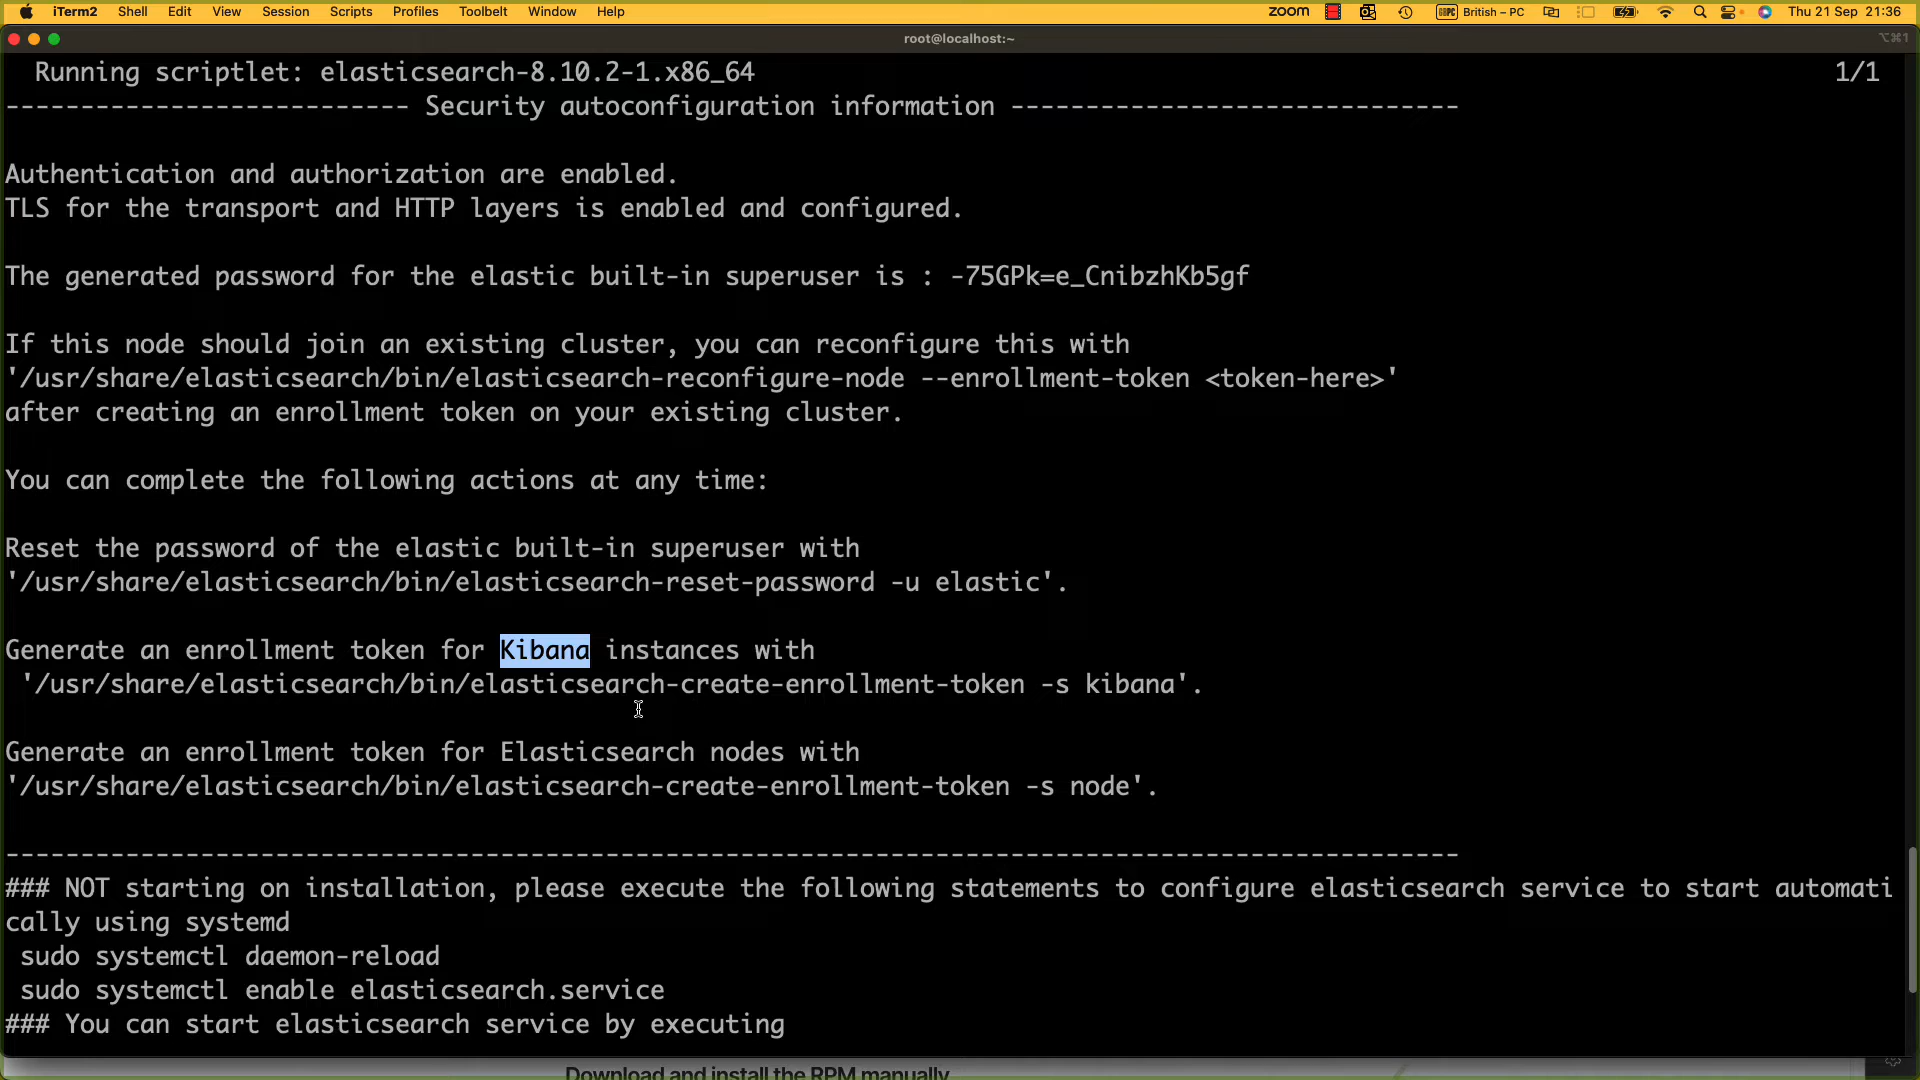 iTerm2 Shell Edit View Session Scripts Profiles Toolbelt Window Help zoom British – PC Thu 21 Sep 21:36
root@localhost:~ ⌥⌘1
Running scriptlet: elasticsearch-8.10.2-1.x86_64 1/1
--------------------------- Security autoconfiguration information ------------------------------
Authentication and authorization are enabled.
TLS for the transport and HTTP layers is enabled and configured.
The generated password for the elastic built-in superuser is : -75GPk=e_CnibzhKb5gf
If this node should join an existing cluster, you can reconfigure this with
'/usr/share/elasticsearch/bin/elasticsearch-reconfigure-node --enrollment-token <token-here>'
after creating an enrollment token on your existing cluster.
You can complete the following actions at any time:
Reset the password of the elastic built-in superuser with
'/usr/share/elasticsearch/bin/elasticsearch-reset-password -u elastic'.
Generate an enrollment token for Kibana instances with
'/usr/share/elasticsearch/bin/elasticsearch-create-enrollment-token -s kibana'.
Generate an enrollment token for Elasticsearch nodes with
'/usr/share/elasticsearch/bin/elasticsearch-create-enrollment-token -s node'.
-------------------------------------------------------------------------------------------------
### NOT starting on installation, please execute the following statements to configure elasticsearch service to start automati
cally using systemd
sudo systemctl daemon-reload
sudo systemctl enable elasticsearch.service
### You can start elasticsearch service by executing
Download and install the RPM manually